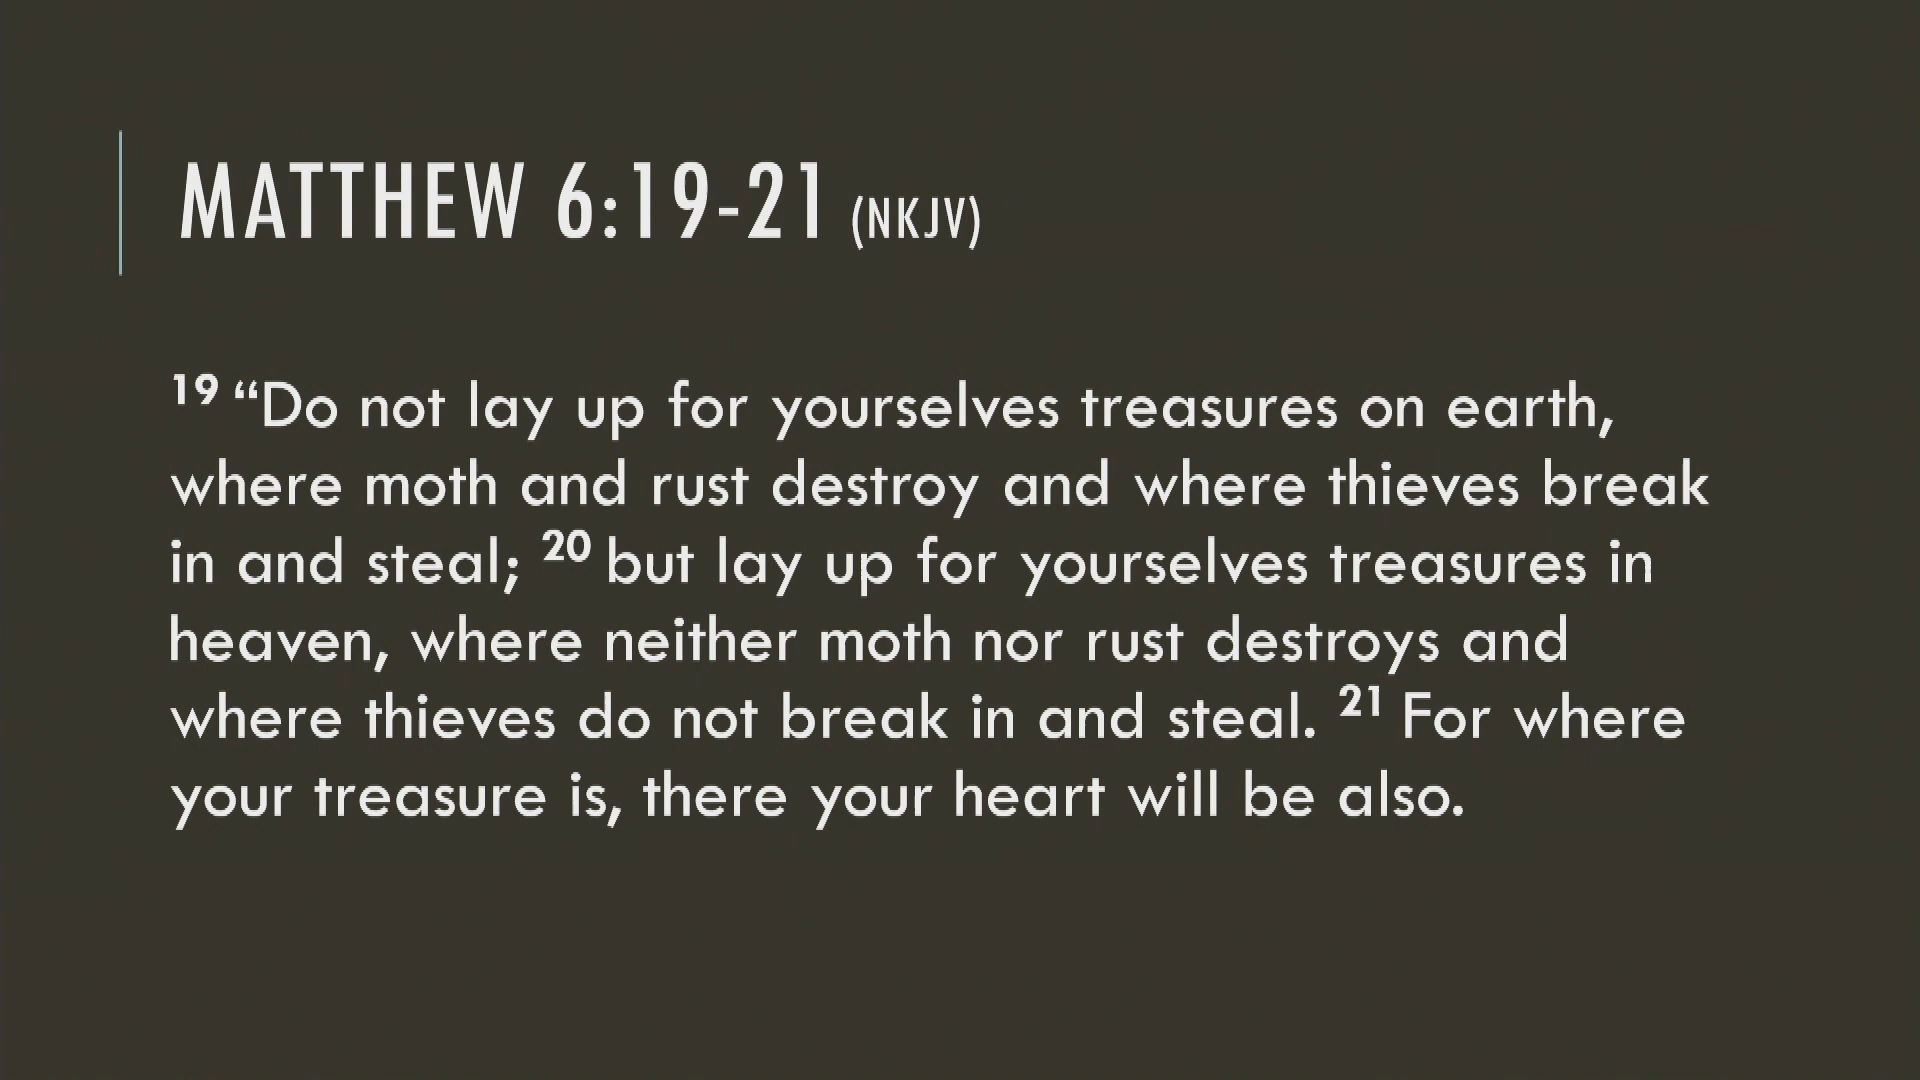 MATTHEW 6:19-21 (NKJV)
19 “Do not lay up for yourselves treasures on earth,
where moth and rust destroy and where thieves break
in and steal; 20 but lay up for yourselves treasures in
heaven, where neither moth nor rust destroys and
where thieves do not break in and steal. 21 For where
your treasure is, there your heart will be also.